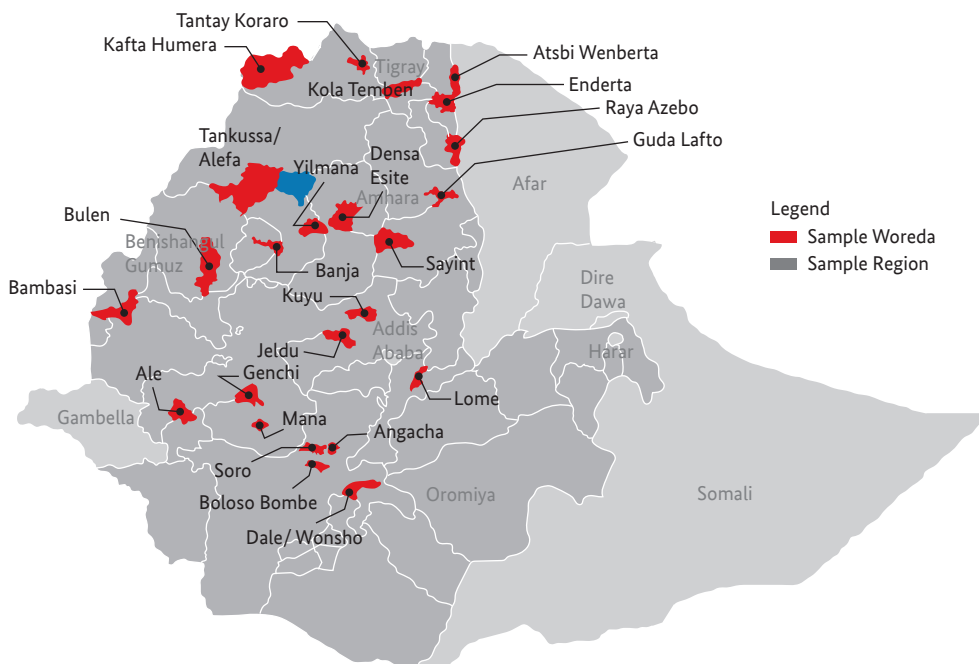 Tantay Koraro
Kafta Humera
Tigray
Atsbi Wenberta
Kola Temben
Enderta
Raya Azebo
Tankussa/
Alefa
Yilmana
Densa
Esite
Guda Lafto
Afar
Amhara
Bulen
Benishangul
Gumuz
Legend
Sample Woreda
Sample Region
Banja
Sayint
Bambasi
Kuyu
Dire
Dawa
Addis
Ababa
Jeldu
Harar
Genchi
Ale
Lome
Gambella
Mana
Angacha
Soro
Boloso Bombe
Oromiya
Somali
Dale/ Wonsho